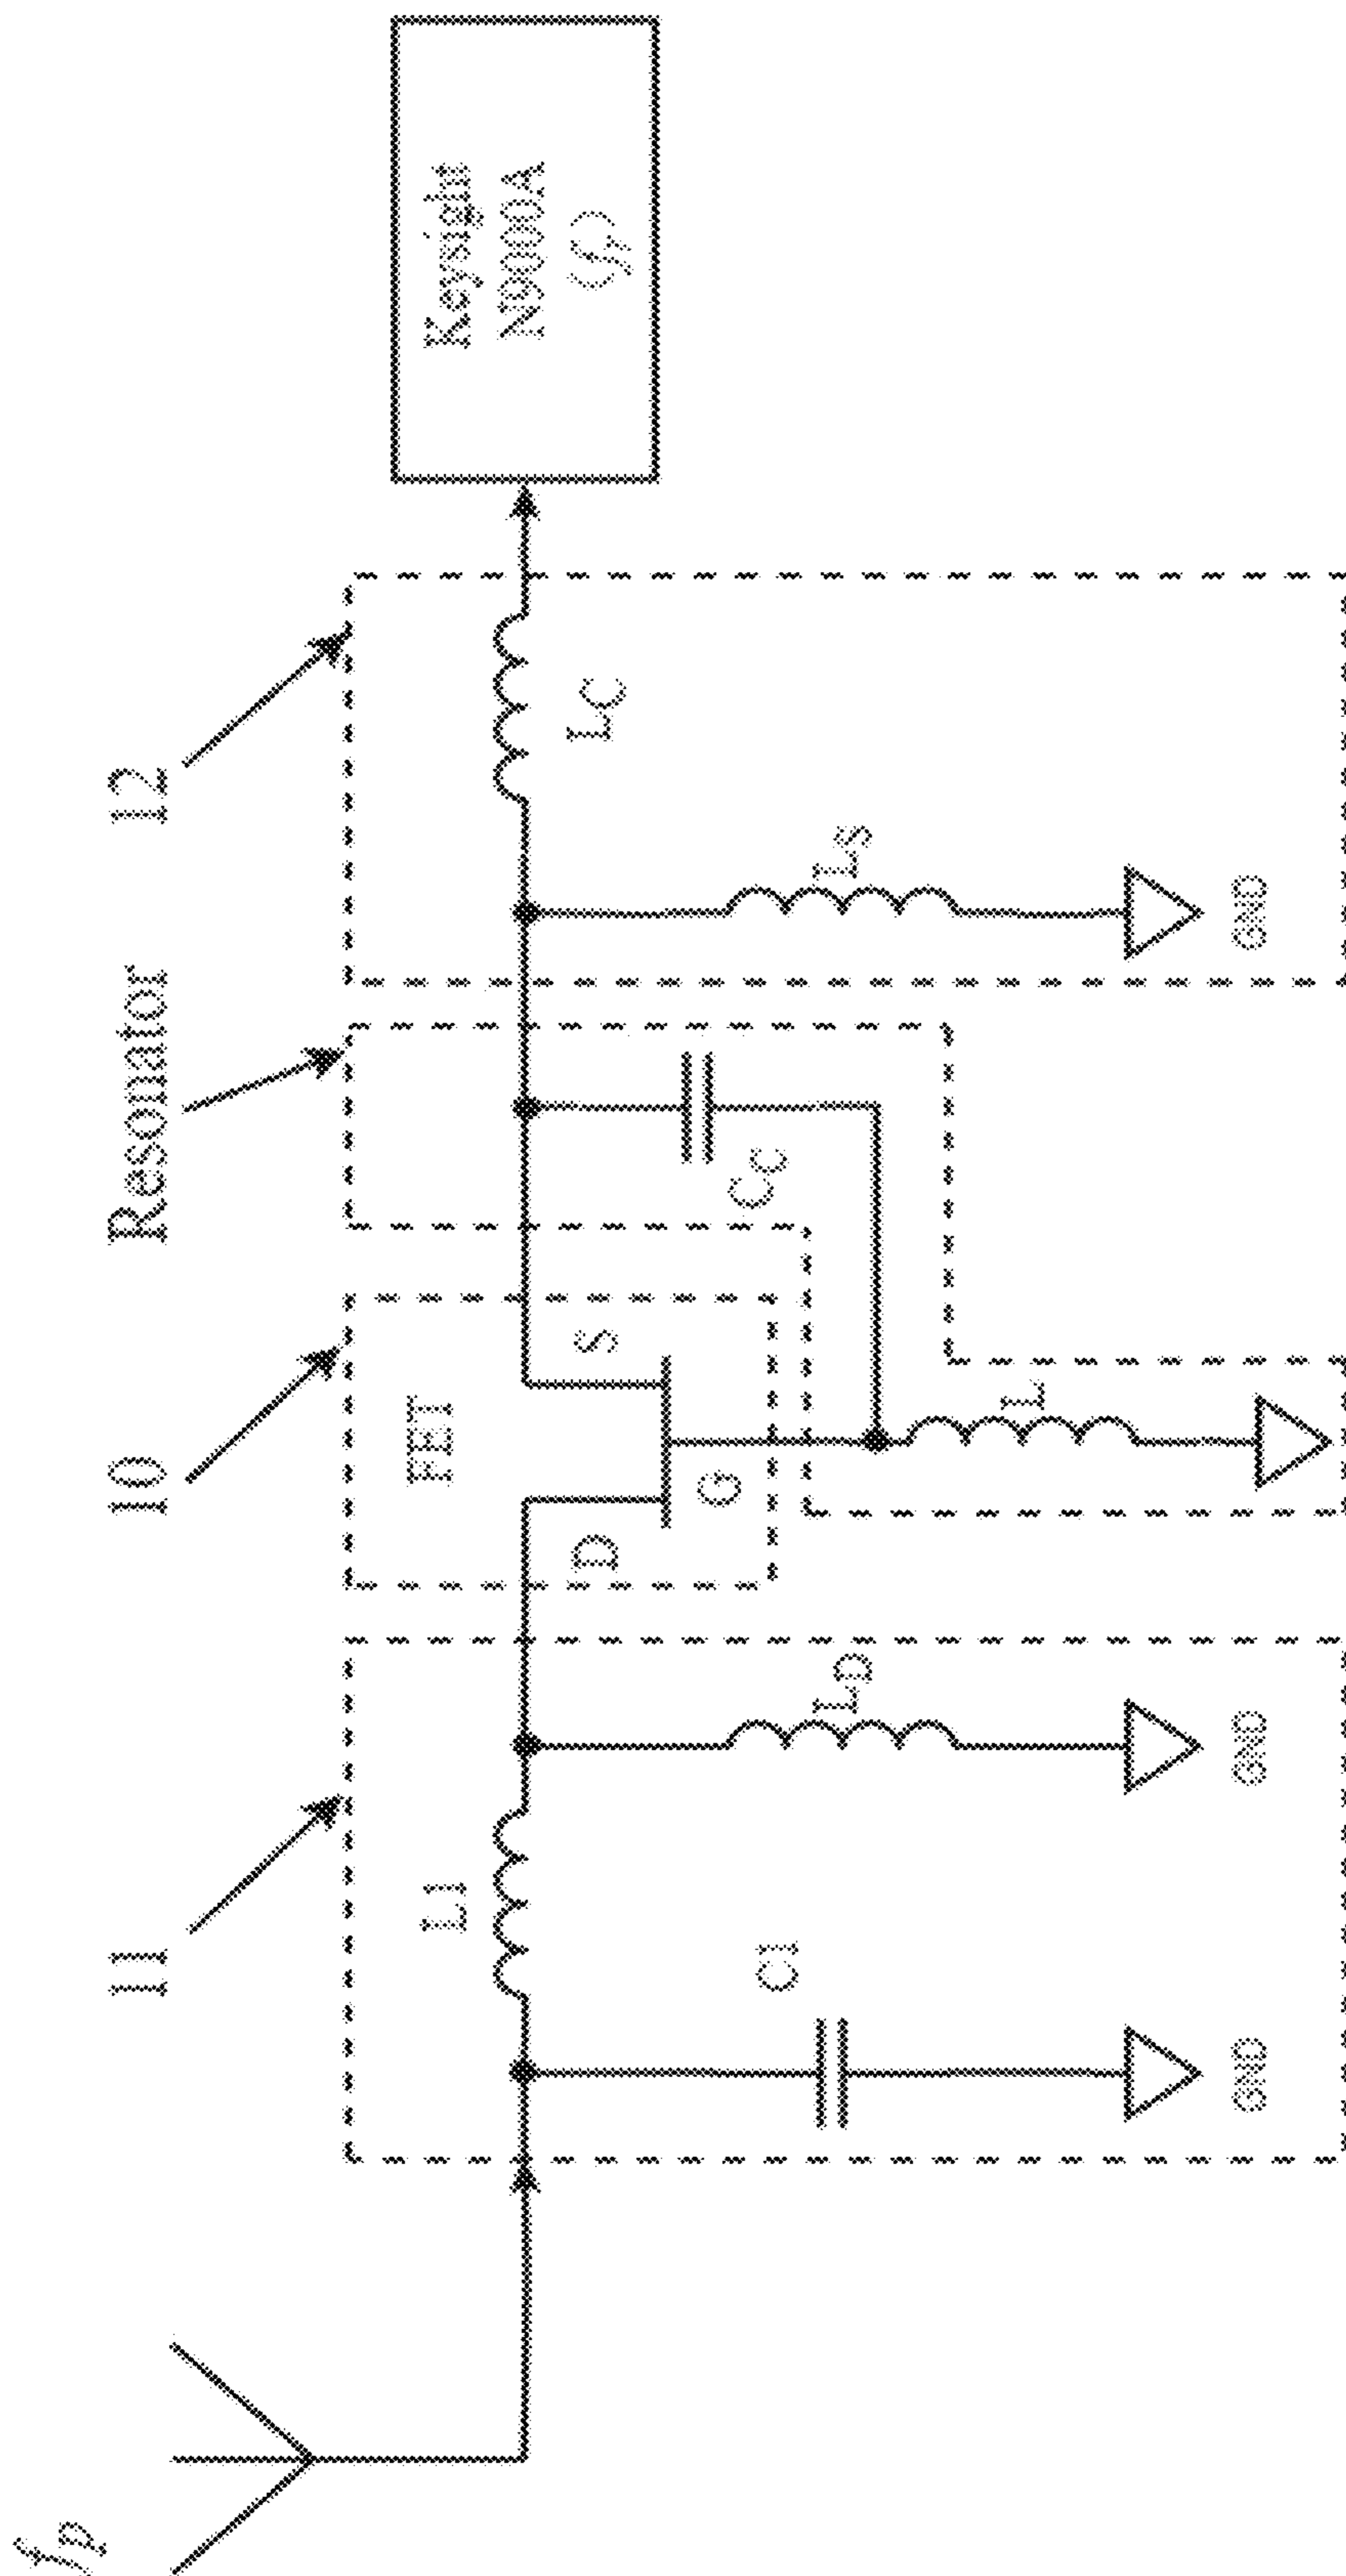 12
Resonator
10
11
fp
Keysight
N9000A
(fr)
LC
LS
GND
CC
FET
S
D
G
L
L1
LD
GND
C1
GND